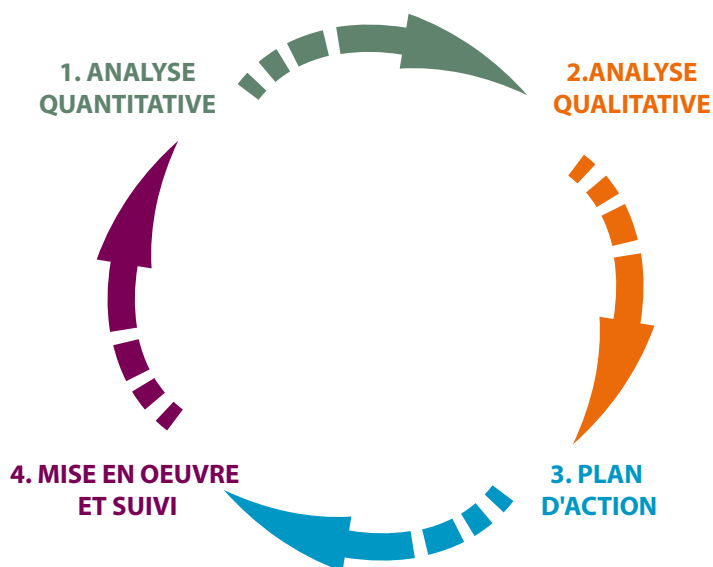 1. ANALYSE
QUANTITATIVE
2.ANALYSE
QUALITATIVE
3. PLAN
D'ACTION
4. MISE EN OEUVRE
ET SUIVI